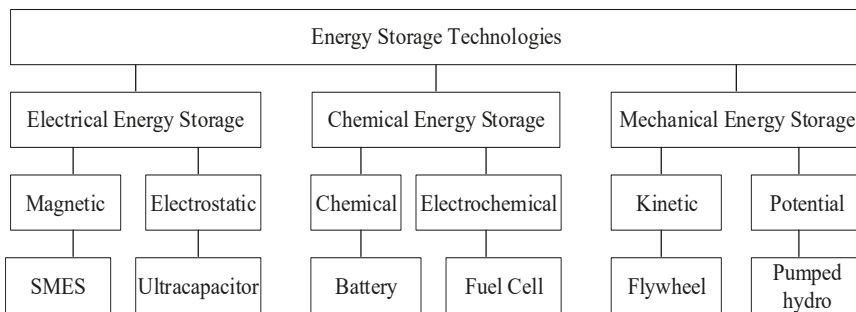 Energy Storage Technologies
Electrical Energy Storage
Chemical Energy Storage
Mechanical Energy Storage
Magnetic
Electrostatic
Chemical
Electrochemical
Kinetic
Potential
SMES
Ultracapacitor
Battery
Fuel Cell
Flywheel
Pumped
hydro